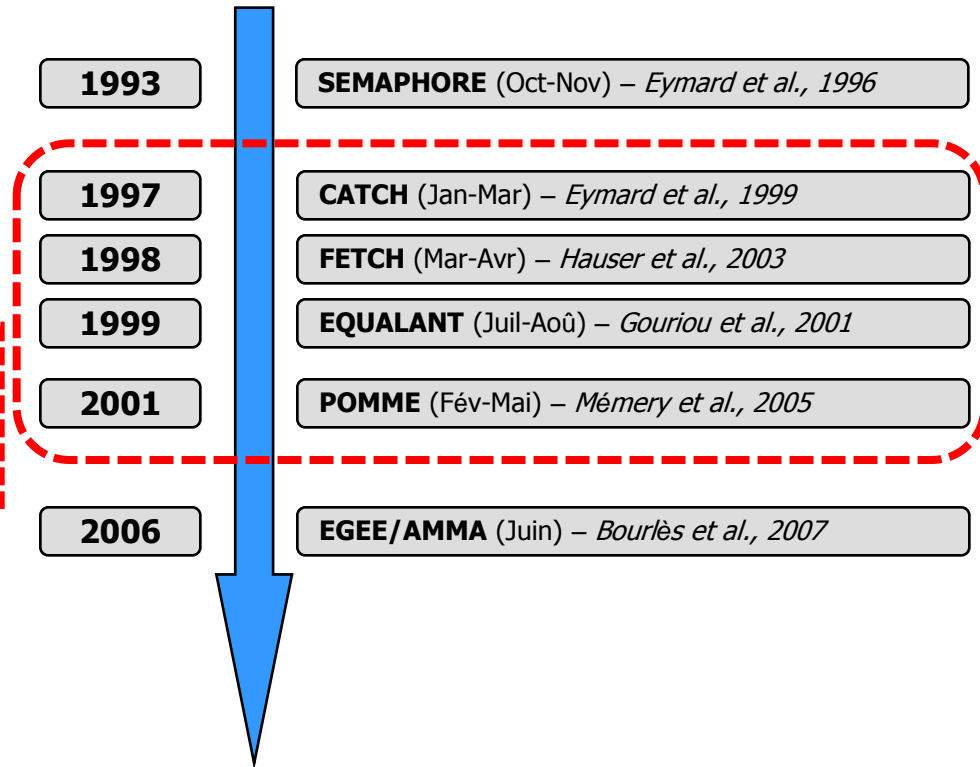 1993 SEMAPHORE (Oct-Nov) – Eymard et al., 1996
1997 CATCH (Jan-Mar) – Eymard et al., 1999
1998 FETCH (Mar-Avr) – Hauser et al., 2003
1999 EQUALANT (Juil-Aoû) – Gouriou et al., 2001
2001 POMME (Fév-Mai) – Mémery et al., 2005
2006 EGEE/AMMA (Juin) – Bourlès et al., 2007